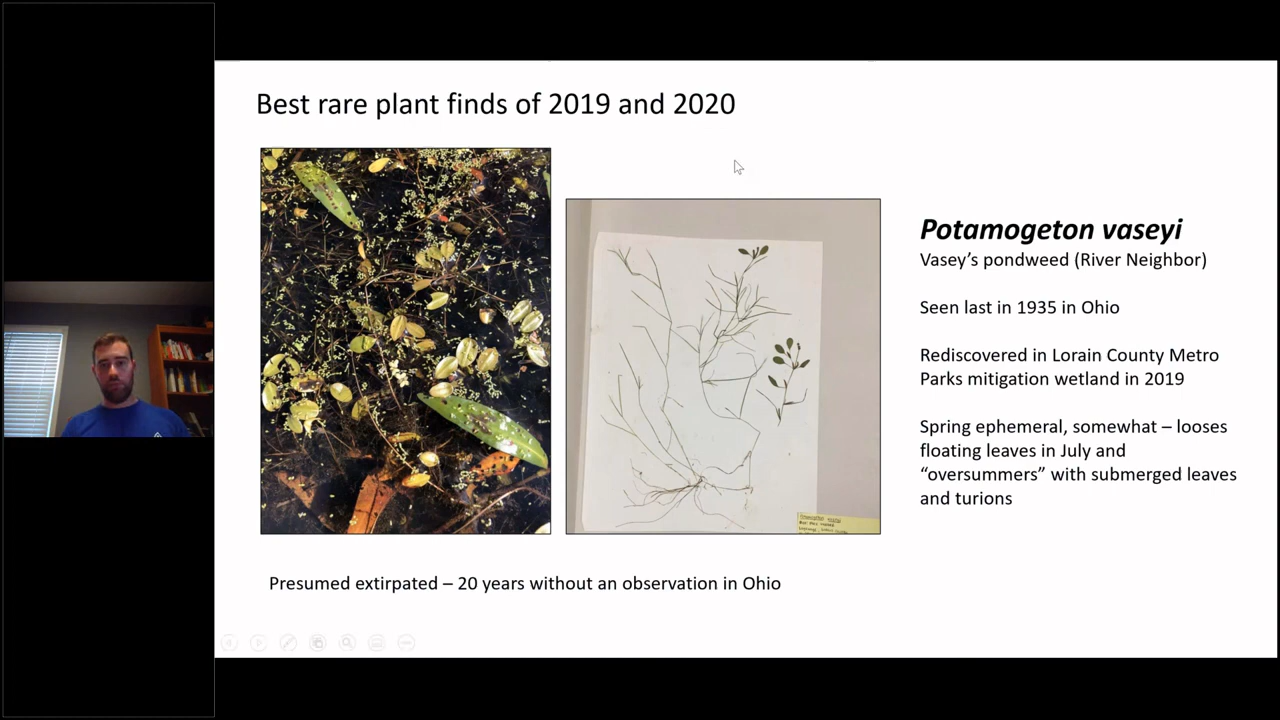 Best rare plant finds of 2019 and 2020
Potamogeton vaseyi
Vasey’s pondweed (River Neighbor)
Seen last in 1935 in Ohio
Rediscovered in Lorain County Metro
Parks mitigation wetland in 2019
Spring ephemeral, somewhat – looses
floating leaves in July and
“oversummers” with submerged leaves
and turions
Presumed extirpated – 20 years without an observation in Ohio